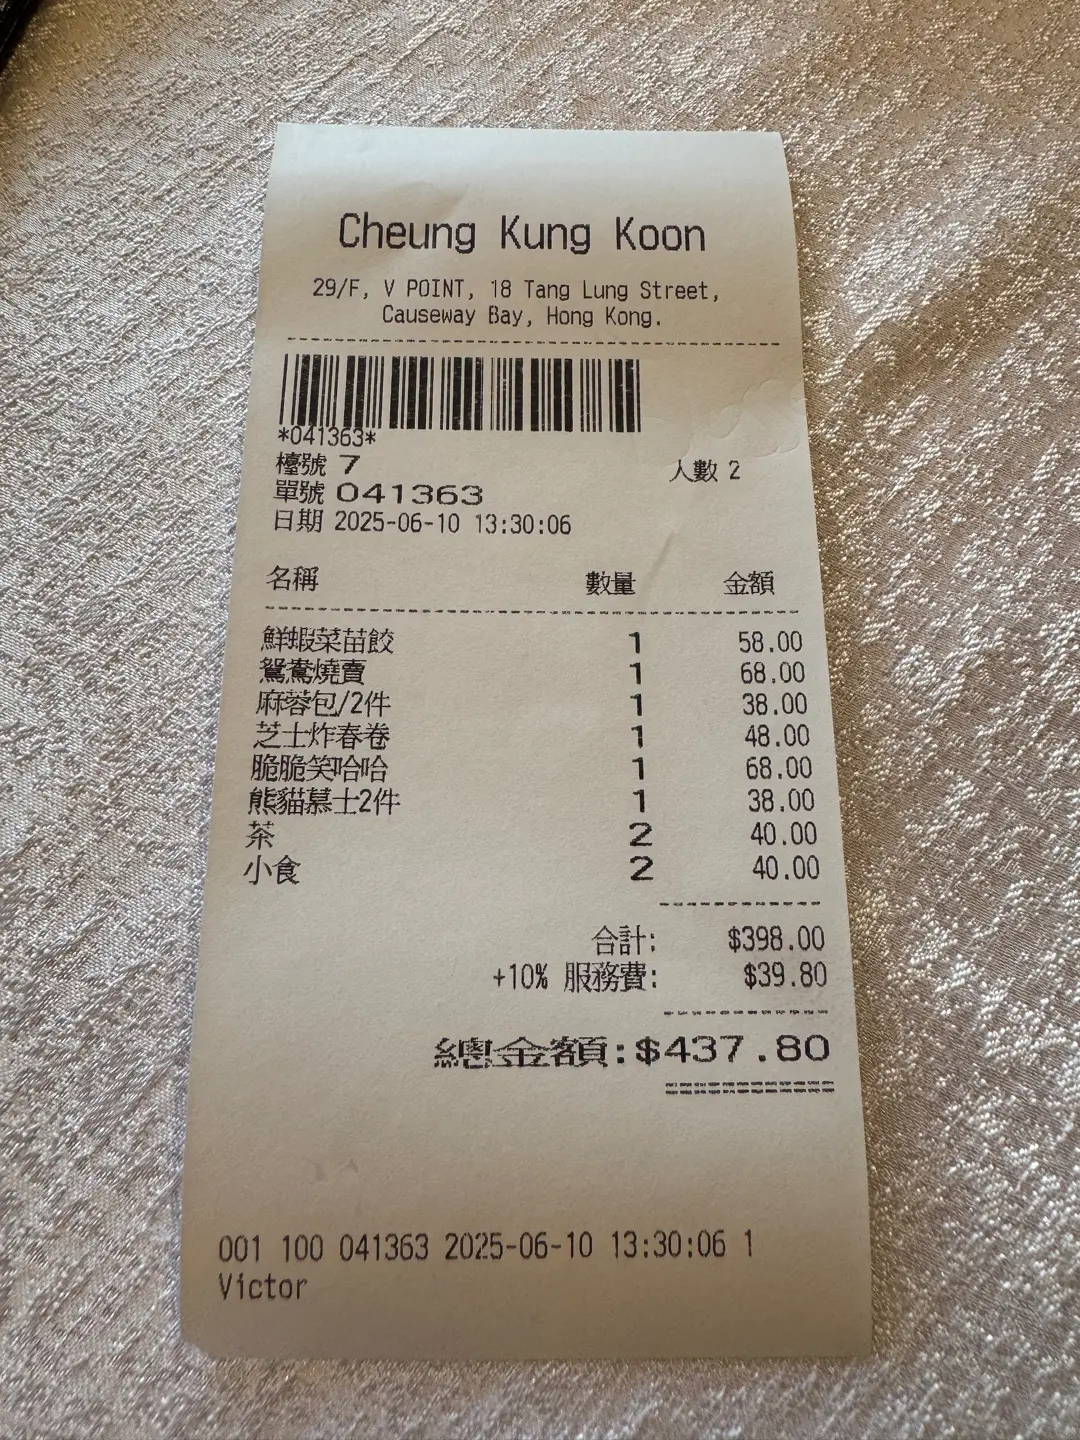 Cheung Kung Koon
29/F, V POINT, 18 Tang Lung Street,
Causeway Bay, Hong Kong.
*041363*
檯號 7 人數 2
單號 041363
日期 2025-06-10 13:30:06
名稱 數量 金額
鮮蝦菜苗餃 1 58.00
鴛鴦燒賣 1 68.00
麻蓉包/2件 1 38.00
芝士炸春卷 1 48.00
脆脆笑哈哈 1 68.00
熊貓慕士2件 1 38.00
茶 2 40.00
小食 2 40.00
合計: $398.00
+10% 服務費: $39.80
總金額:$437.80
001 100 041363 2025-06-10 13:30:06 1
Victor